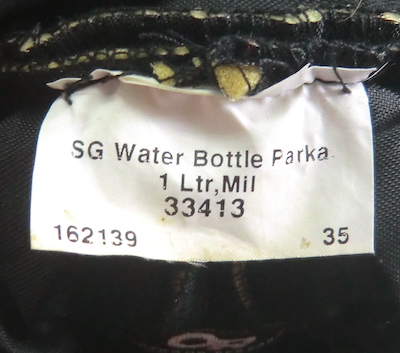 SG Water Bottle Parka
1 Ltr,Mil
33413
162139 35